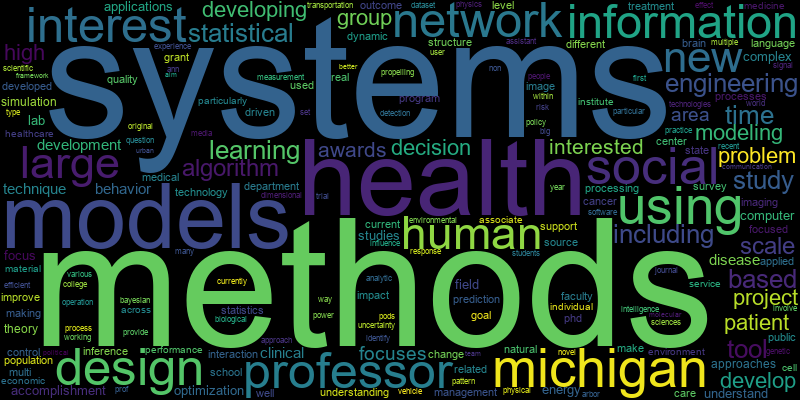 applications
developing
interest
statistical
network
information
transportation
dataset
physics
effect
medicine
outcome
level
treatment
assistant
dynamic
group
structure
different
brain
multiple
language
experience
high
ann
grant
scientific
framework
aim
better
user
non
first
signal
systems
new
complex
engineering
quality
measurement
used
real
propelling
image
people
within
technologies
world
developed
simulation
particularly
driven
set
program
risk
institute
particular
processes
type
lab
healthcare
original
detection
policy
big
practice
area
time
development
question
media
learning
awards
decision
interested
center
state
recent
modeling
communication
urban
large
medical
algorithm
trial
health
processing
survey
social
problem
technique
behavior
technology
department
dimensional
year
cancer
imaging
software
computer
study
models
current
environmental
associate
human
support
studies
influence
response
students
source
using
including
focused
journal
scale
focus
many
analytic
disease
applied
material
various
currently
impact
field
faculty
intelligence
service
based
efficient
college
way
prediction
individual
molecular
involve
improve
operation
bayesian
statistics
pods
goal
phd
sciences
project
making
across
power
uncertainty
methods
theory
process
working
provide
biological
identify
tool
patient
public
control
inference
performance
approach
interaction
clinical
focuses
change
team
natural
make
environment
approaches
population
political
related
novel
genetic
cell
multi
economic
design
school
professor
pattern
michigan
develop
accomplishment
prof
optimization
well
understanding
vehicle
management
physical
energy
arbor
care
understand